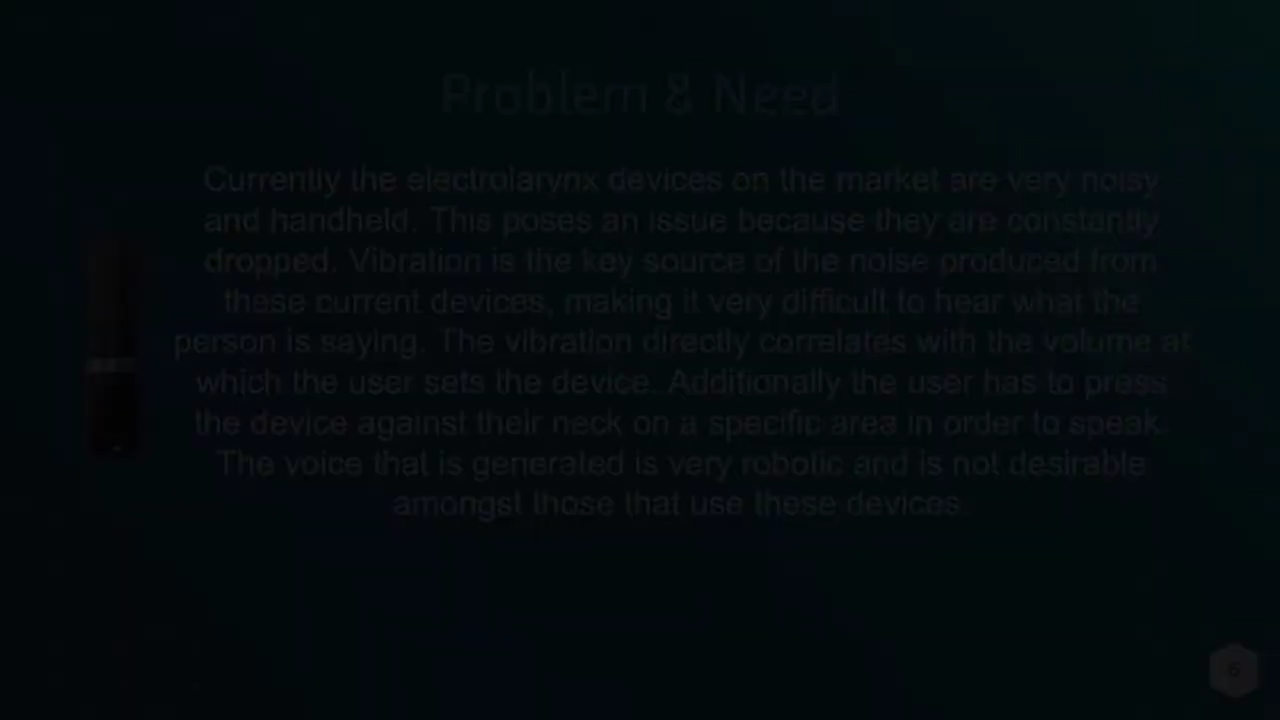 Problem & Need
Currently the electrolarynx devices on the market are very noisy
and handheld. This poses an issue because they are constantly
dropped. Vibration is the key source of the noise produced from
these current devices, making it very difficult to hear what the
person is saying. The vibration directly correlates with the volume at
which the user sets the device. Additionally the user has to press
the device against their neck on a specific area in order to speak.
The voice that is generated is very robotic and is not desirable
amongst those that use these devices.
6